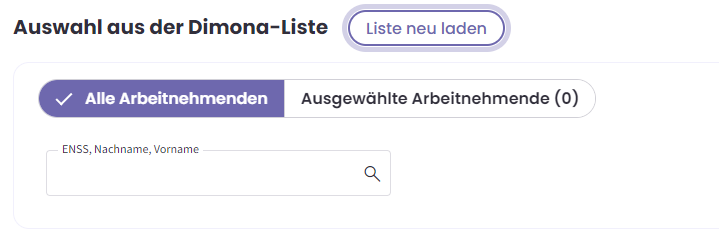 Auswahl aus der Dimona-Liste Liste neu laden
Alle Arbeitnehmenden Ausgewählte Arbeitnehmende (0)
ENSS, Nachname, Vorname